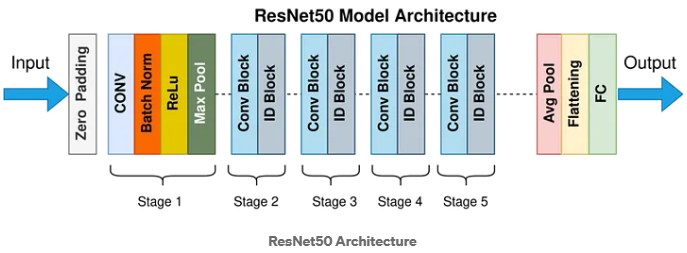 ResNet50 Model Architecture
Input
Zero Padding
CONV
Batch Norm
ReLu
Max Pool
Conv Block
ID Block
Conv Block
ID Block
Conv Block
ID Block
Conv Block
ID Block
Avg Pool
Flattening
FC
Output
Stage 1
Stage 2
Stage 3
Stage 4
Stage 5
ResNet50 Architecture